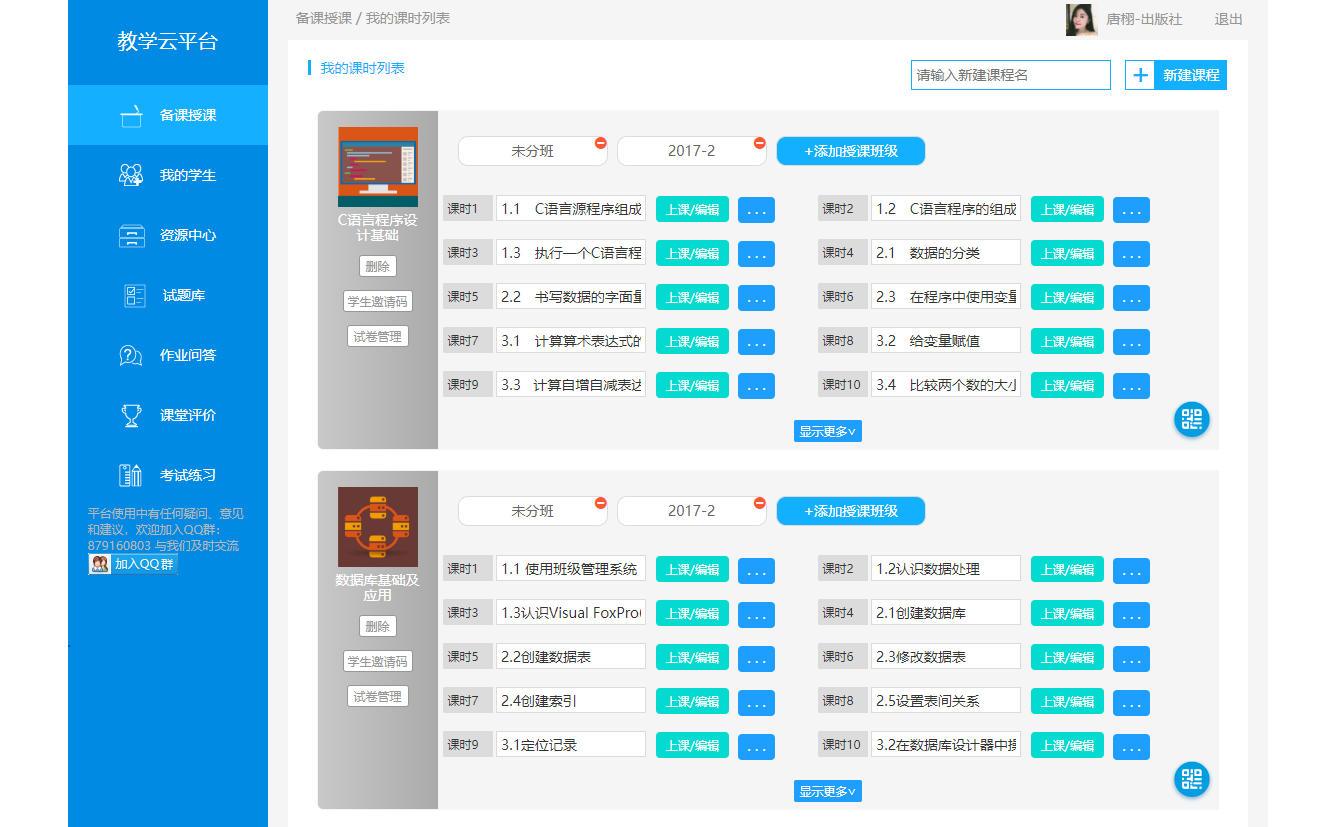 教学云平台
备课授课 / 我的课时列表
唐栩-出版社
退出
备课授课
我的学生
资源中心
试题库
作业问答
课堂评价
考试练习
平台使用中有任何疑问、意见
和建议，欢迎加入QQ群：
879160803 与我们及时交流
加入QQ群
我的课时列表
请输入新建课程名
+ 新建课程
C语言程序设
计基础
删除
学生邀请码
试卷管理
未分班
2017-2
+添加授课班级
课时1 1.1 C语言源程序组成 上课/编辑 ...
课时2 1.2 C语言程序的组成 上课/编辑 ...
课时3 1.3 执行一个C语言程 上课/编辑 ...
课时4 2.1 数据的分类 上课/编辑 ...
课时5 2.2 书写数据的字面量 上课/编辑 ...
课时6 2.3 在程序中使用变量 上课/编辑 ...
课时7 3.1 计算算术表达式的 上课/编辑 ...
课时8 3.2 给变量赋值 上课/编辑 ...
课时9 3.3 计算自增自减表达 上课/编辑 ...
课时10 3.4 比较两个数的大小 上课/编辑 ...
显示更多∨
数据库基础及
应用
删除
学生邀请码
试卷管理
未分班
2017-2
+添加授课班级
课时1 1.1 使用班级管理系统 上课/编辑 ...
课时2 1.2认识数据处理 上课/编辑 ...
课时3 1.3认识Visual FoxPro 上课/编辑 ...
课时4 2.1创建数据库 上课/编辑 ...
课时5 2.2创建数据表 上课/编辑 ...
课时6 2.3修改数据表 上课/编辑 ...
课时7 2.4创建索引 上课/编辑 ...
课时8 2.5设置表间关系 上课/编辑 ...
课时9 3.1定位记录 上课/编辑 ...
课时10 3.2在数据库设计器中 上课/编辑 ...
显示更多∨